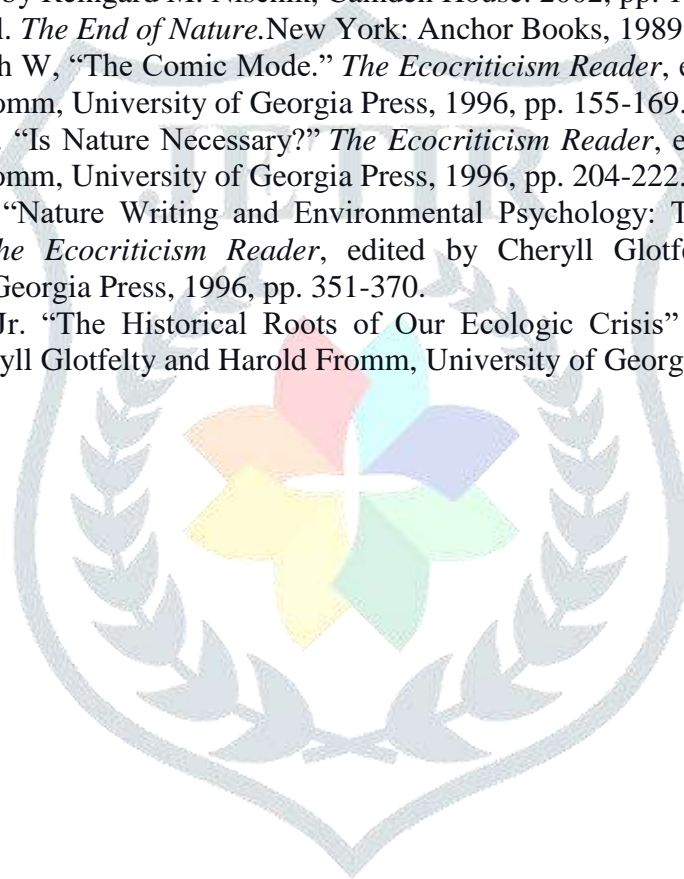 by Reingard M. Nischik, Camden House. 2002, pp. 1
l. The End of Nature.New York: Anchor Books, 1989
h W, “The Comic Mode.” The Ecocriticism Reader, e
omm, University of Georgia Press, 1996, pp. 155-169.
. “Is Nature Necessary?” The Ecocriticism Reader, e
omm, University of Georgia Press, 1996, pp. 204-222.
“Nature Writing and Environmental Psychology: T
he Ecocriticism Reader, edited by Cheryll Glotfe
Georgia Press, 1996, pp. 351-370.
Jr. “The Historical Roots of Our Ecologic Crisis”
yll Glotfelty and Harold Fromm, University of Georg
JETIR